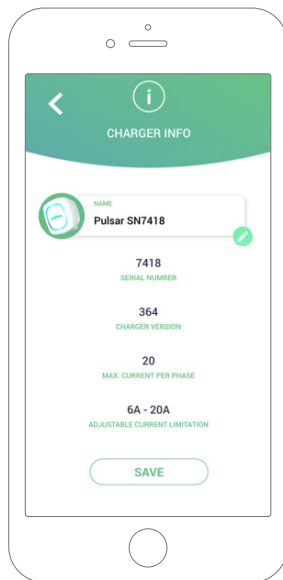 CHARGER INFO
NAME
Pulsar SN7418
7418
SERIAL NUMBER
364
CHARGER VERSION
20
MAX. CURRENT PER PHASE
6A - 20A
ADJUSTABLE CURRENT LIMITATION
SAVE